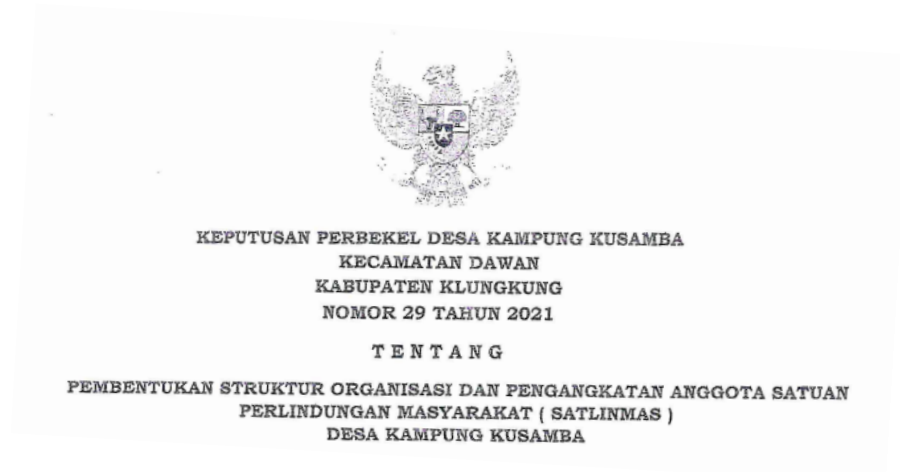 KEPUTUSAN PERBEKEL DESA KAMPUNG KUSAMBA
KECAMATAN DAWAN
KABUPATEN KLUNGKUNG
NOMOR 29 TAHUN 2021
T E N T A N G
PEMBENTUKAN STRUKTUR ORGANISASI DAN PENGANGKATAN ANGGOTA SATUAN
PERLINDUNGAN MASYARAKAT ( SATLINMAS )
DESA KAMPUNG KUSAMBA